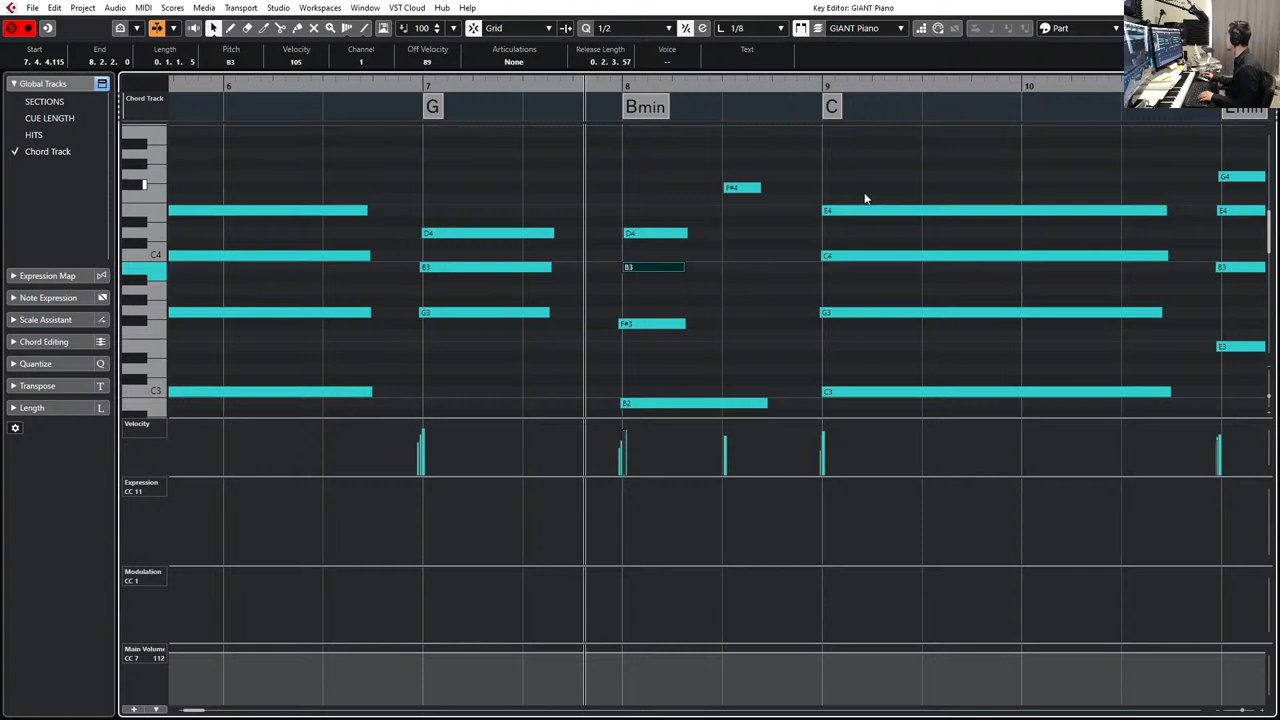 File Edit Project Audio MIDI Scores Media Transport Studio Workspaces Window VST Cloud Hub Help Key Editor: GIANT Piano
100 Grid Q 1/2 L 1/8 GIANT Piano Part
Start End Length Pitch Velocity Channel Off Velocity Articulations Release Length Voice Text
7. 4. 4.115 8. 2. 2. 0 0. 1. 1. 5 B3 105 1 89 None 0. 2. 3. 57 --
Global Tracks
SECTIONS
CUE LENGTH
HITS
✓ Chord Track
Expression Map
Note Expression
Scale Assistant
Chord Editing
Quantize Q
Transpose T
Length L
6 7 8 9 10
Chord Track G Bmin C
G4
F#4
E4 E4
D4 D4
C4 C4
B3 B3 B3
G3 G3
F#3
E3
C3 C3
B2
Velocity
Expression
CC 11
Modulation
CC 1
Main Volume
CC 7 112